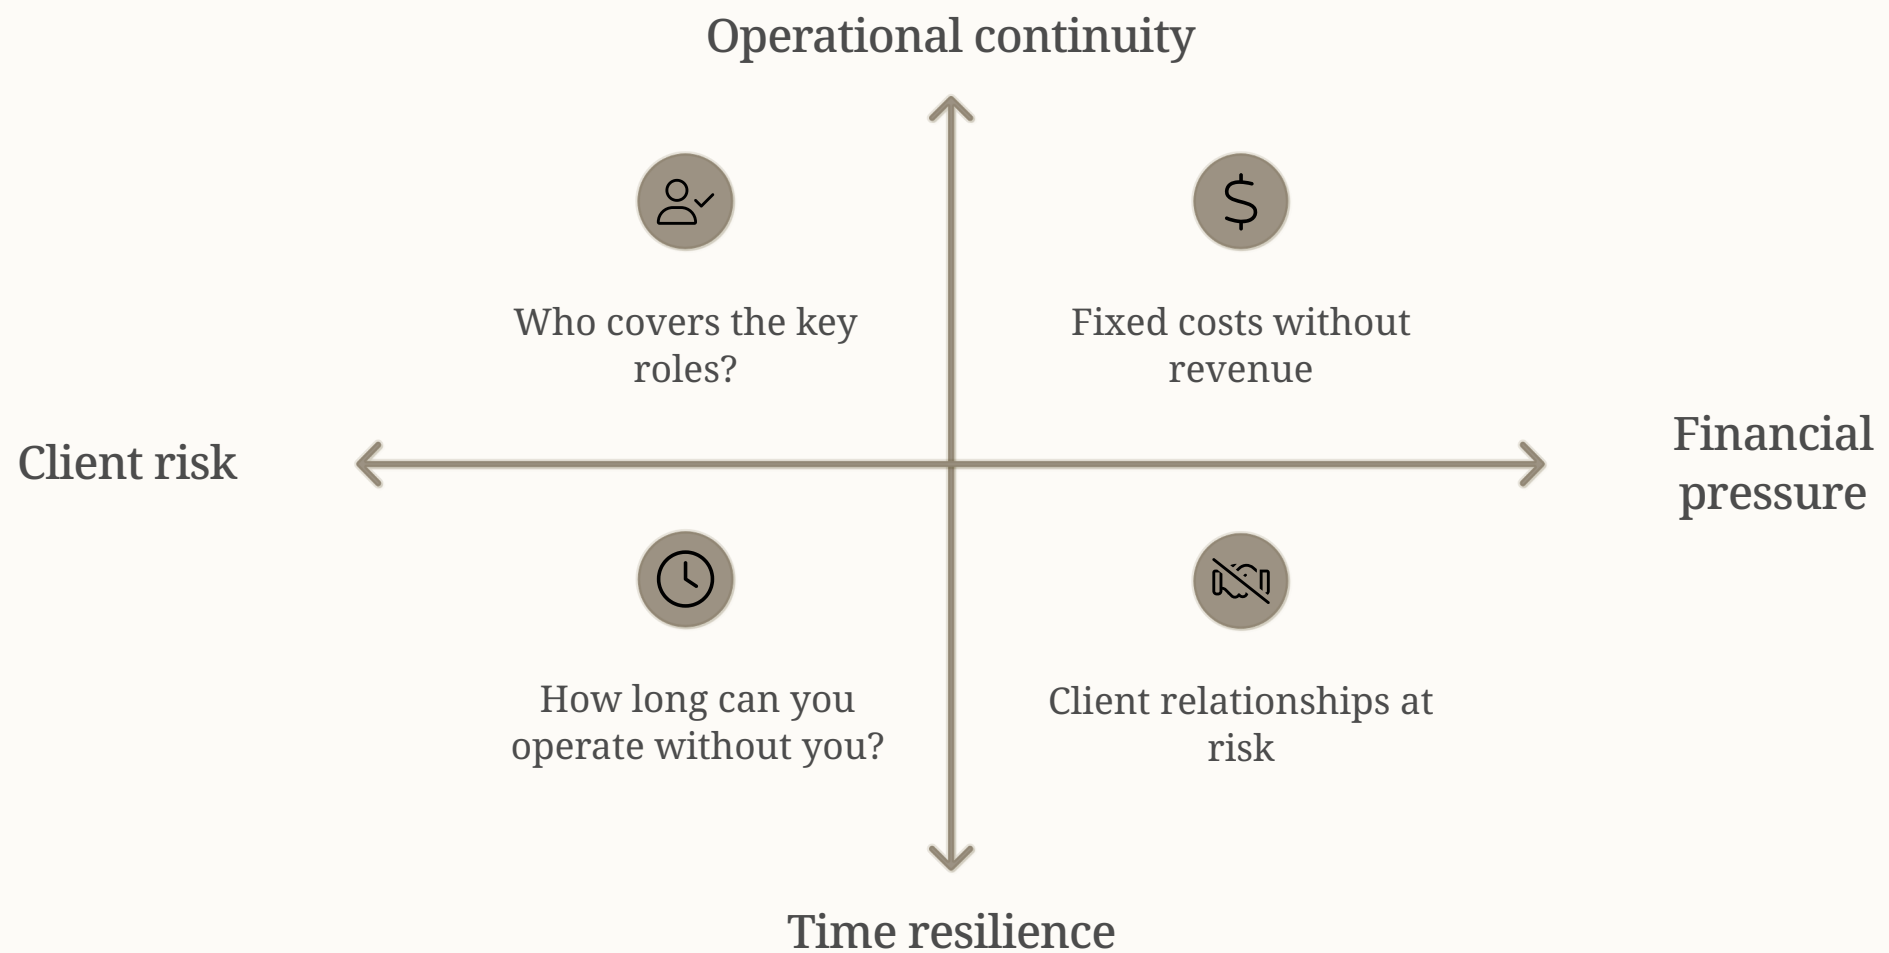 Operational continuity
Who covers the key
roles?
Fixed costs without
revenue
Client risk
Financial
pressure
How long can you
operate without you?
Client relationships at
risk
Time resilience